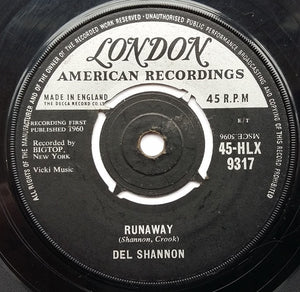 ALL RIGHTS OF THE MANUFACTURER AND OF THE OWNER OF THE RECORDED WORK RESERVED UNAUTHORISED PUBLIC PERFORMANCE BROADCASTING AND COPYING OF THIS RECORD PROHIBITED
LONDON
AMERICAN RECORDINGS
MADE IN ENGLAND
THE DECCA RECORD CO LTD
45 R.P.M
RECORDING FIRST
PUBLISHED 1960
E/T
MSCE 5096
Recorded by
BIGTOP,
NEW YORK
45-HLX
9317
Vicki Music
RUNAWAY
(Shannon, Crook)
DEL SHANNON